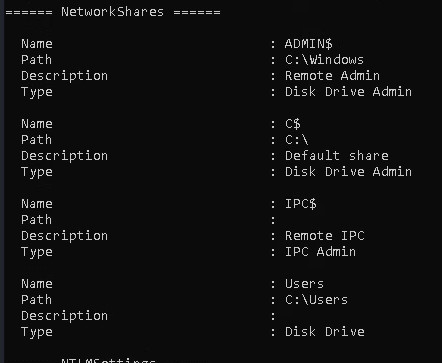 ====== NetworkShares ======
Name : ADMIN$
Path : C:\Windows
Description : Remote Admin
Type : Disk Drive Admin
Name : C$
Path : C:\
Description : Default share
Type : Disk Drive Admin
Name : IPC$
Path :
Description : Remote IPC
Type : IPC Admin
Name : Users
Path : C:\Users
Description :
Type : Disk Drive
NTLMSettings